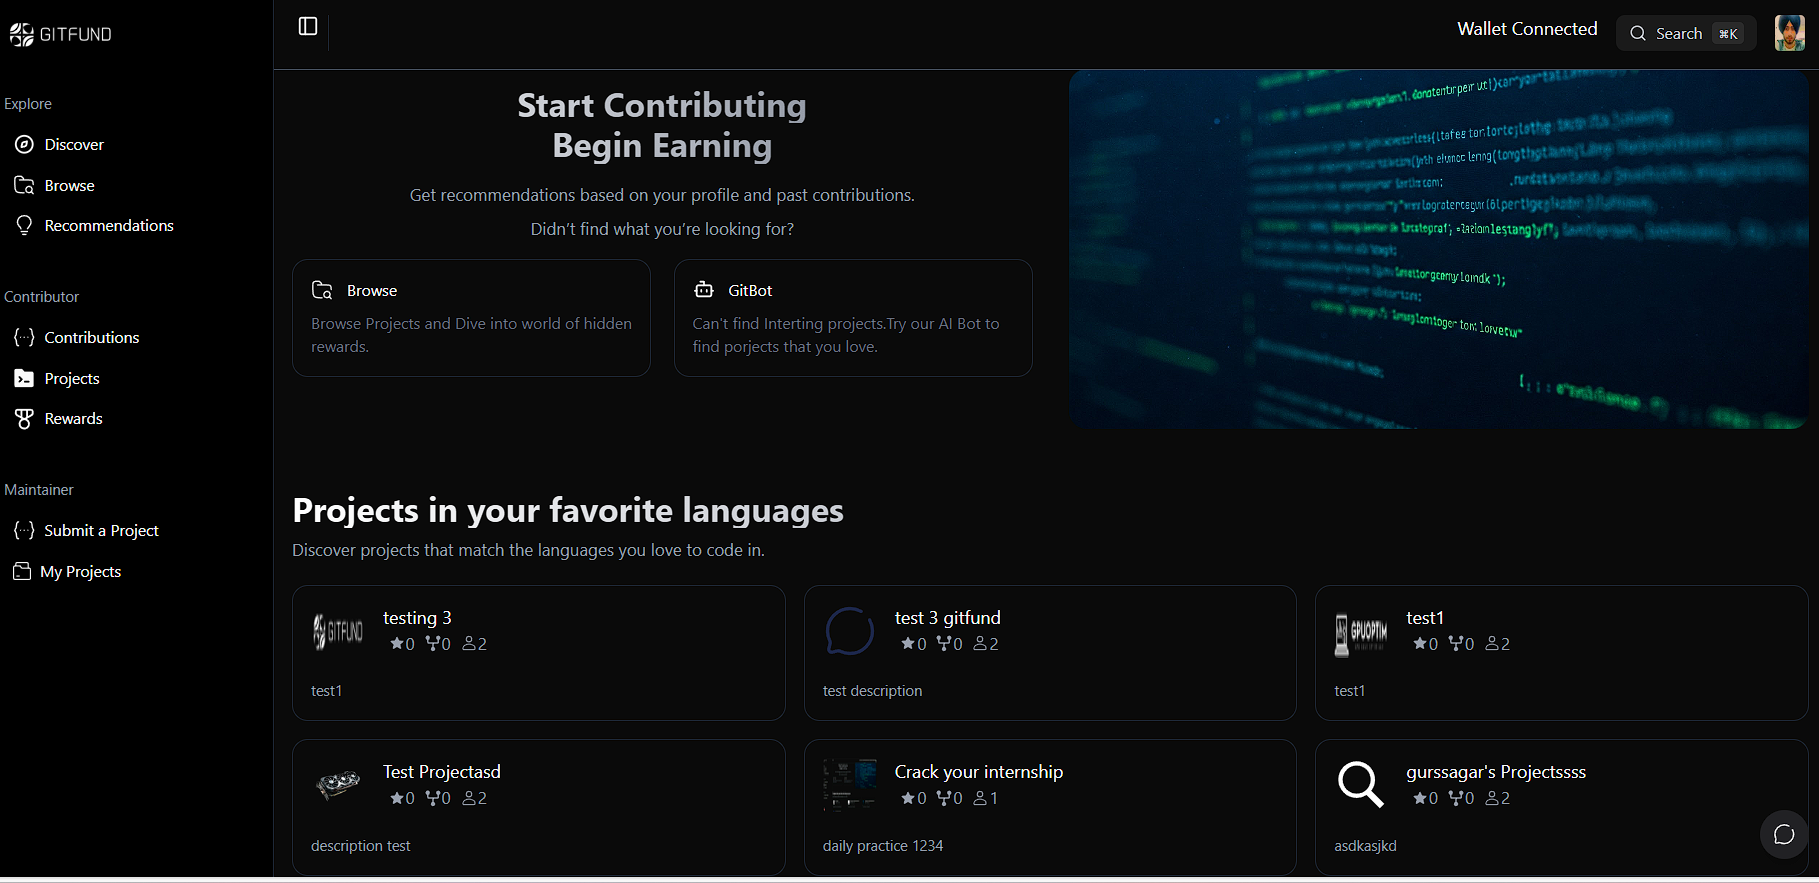 GITFUND
Explore
Discover
Browse
Recommendations
Contributor
Contributions
Projects
Rewards
Maintainer
Submit a Project
My Projects
Wallet Connected
Search ⌘K
Start Contributing
Begin Earning
Get recommendations based on your profile and past contributions.
Didn't find what you're looking for?
Browse
Browse Projects and Dive into world of hidden
rewards.
GitBot
Can't find Interting projects.Try our AI Bot to
find porjects that you love.
Projects in your favorite languages
Discover projects that match the languages you love to code in.
GITFUND
testing 3
0 0 2
test1
test 3 gitfund
0 0 2
test description
GPUOPTIM
test1
0 0 2
test1
Test Projectasd
0 0 2
description test
Crack your internship
0 0 1
daily practice 1234
gurssagar's Projectssss
0 0 2
asdkasjkd